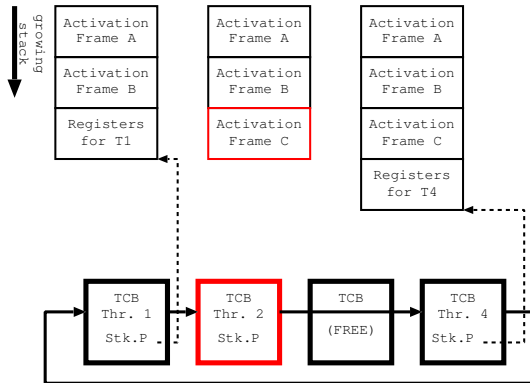 growing
stack
Activation
Frame A
Activation
Frame B
Registers
for T1
Activation
Frame A
Activation
Frame B
Activation
Frame C
Activation
Frame A
Activation
Frame B
Activation
Frame C
Registers
for T4
TCB
Thr. 1
Stk.P
TCB
Thr. 2
Stk.P
TCB
(FREE)
TCB
Thr. 4
Stk.P